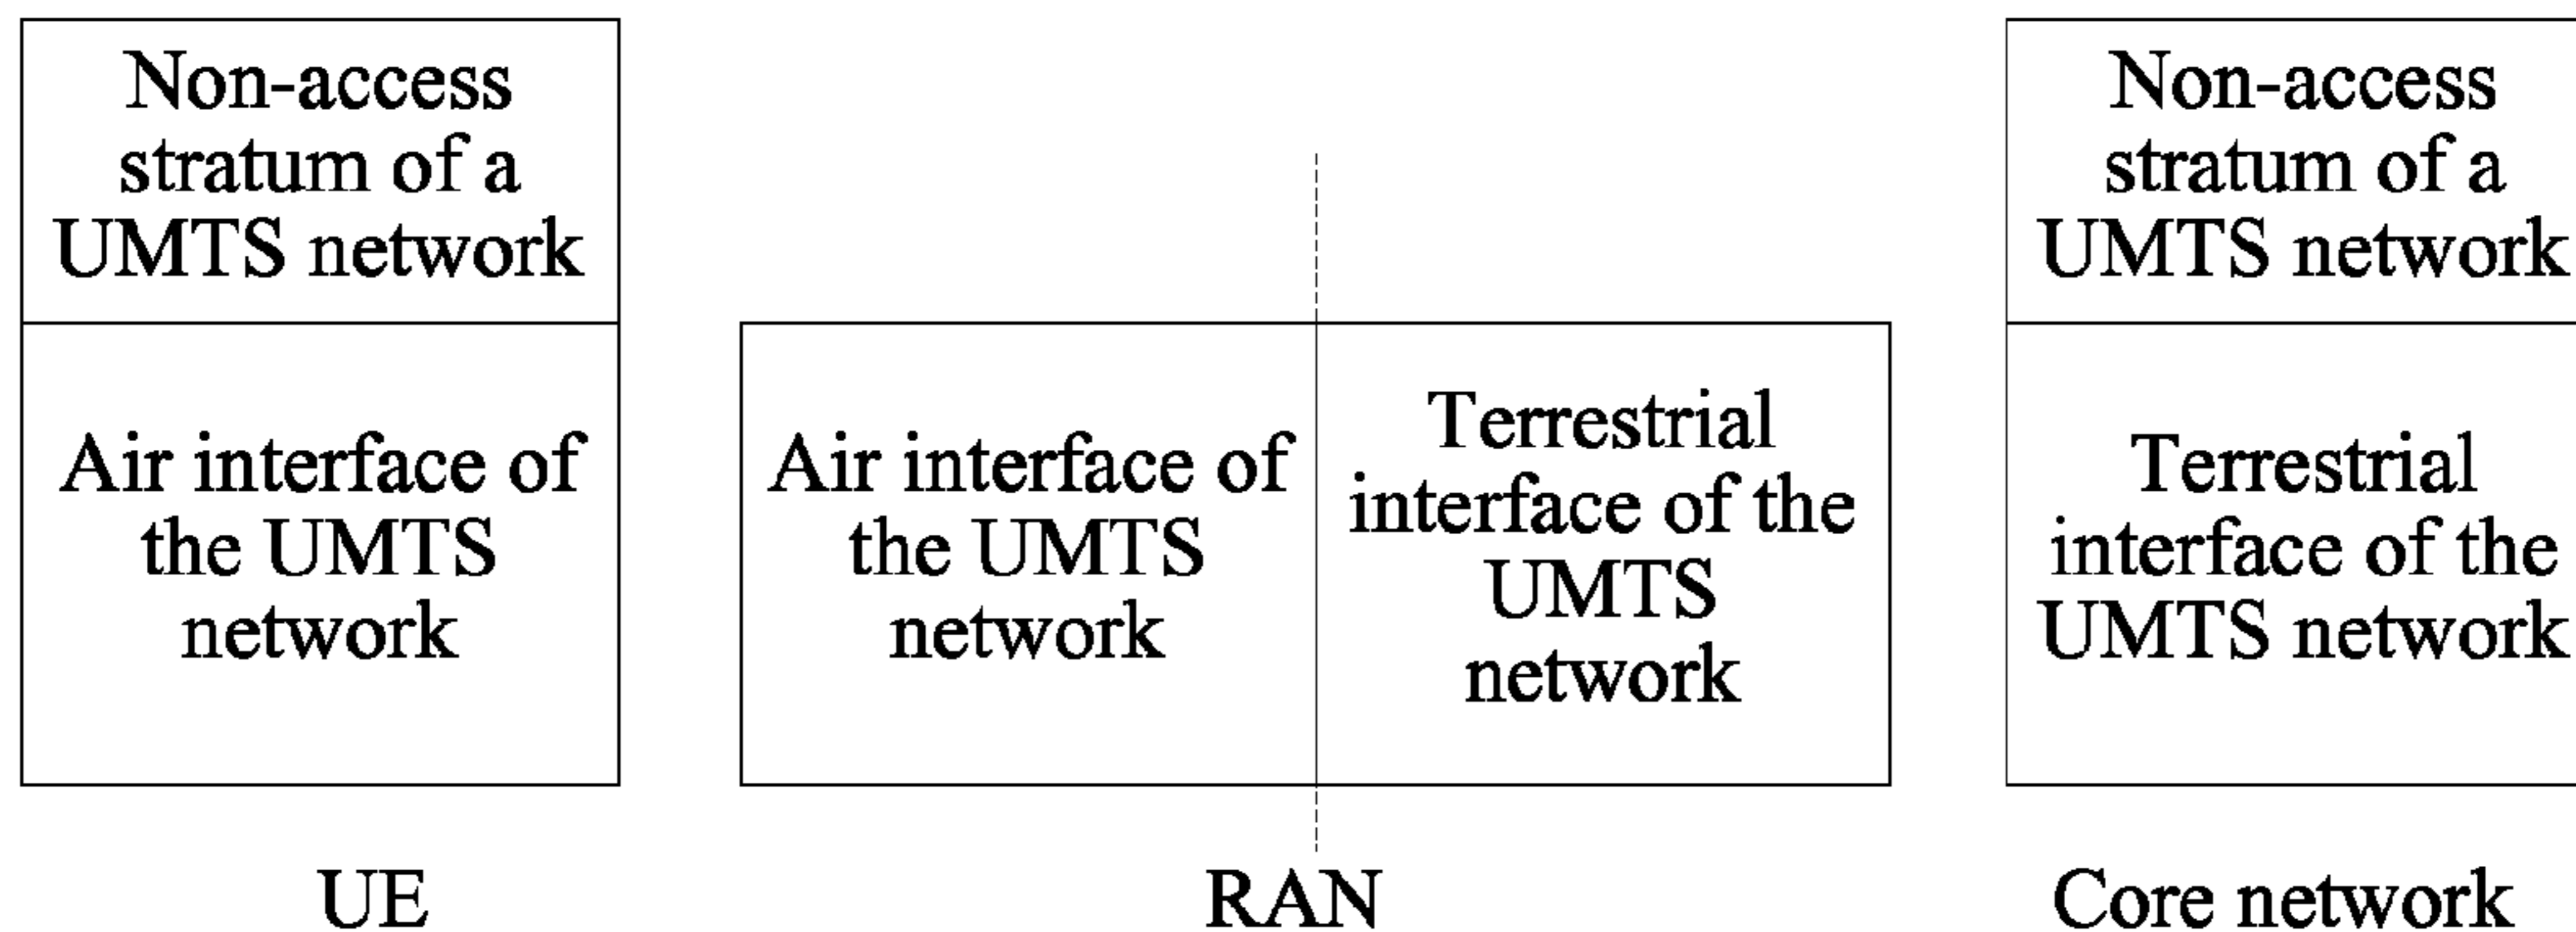 Non-access
stratum of a
UMTS network
Air interface of
the UMTS
network
UE
Air interface of
the UMTS
network
Terrestrial
interface of the
UMTS
network
RAN
Non-access
stratum of a
UMTS network
Terrestrial
interface of the
UMTS network
Core network